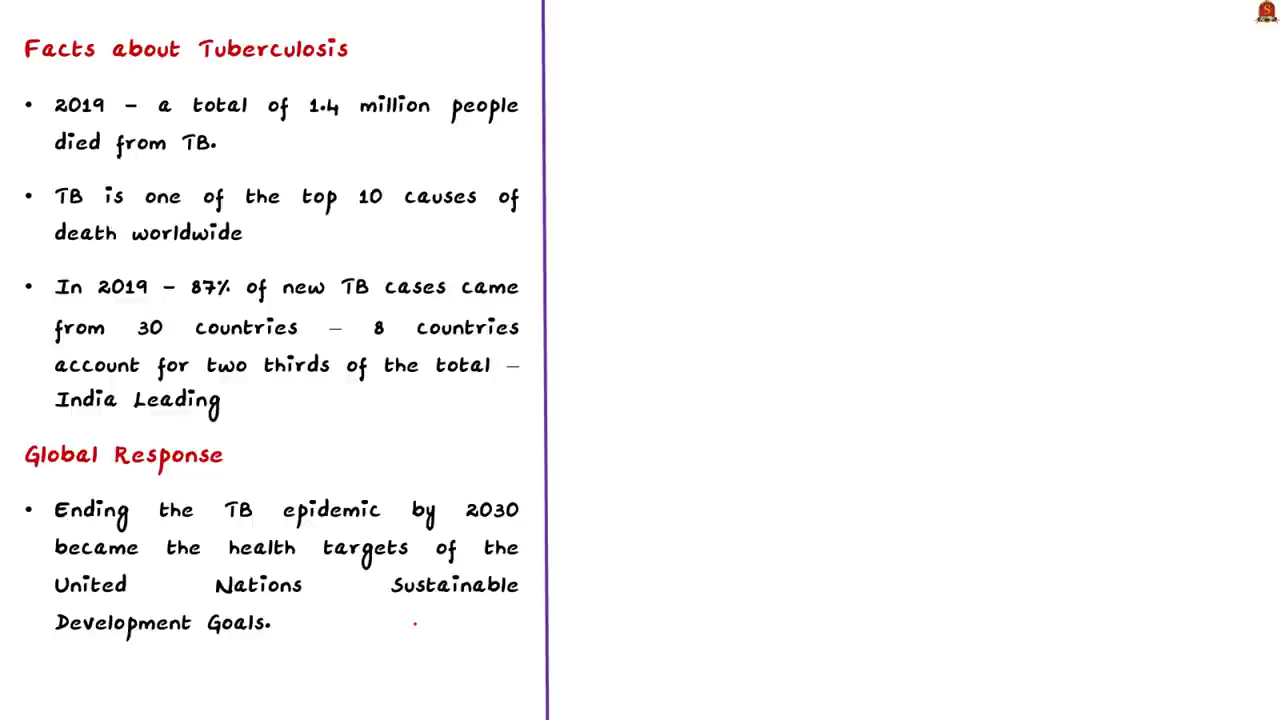 Facts about Tuberculosis
• 2019 – a total of 1.4 million people
died from TB.
• TB is one of the top 10 causes of
death worldwide
• In 2019 – 87% of new TB cases came
from 30 countries – 8 countries
account for two thirds of the total –
India Leading
Global Response
• Ending the TB epidemic by 2030
became the health targets of the
United Nations Sustainable
Development Goals.